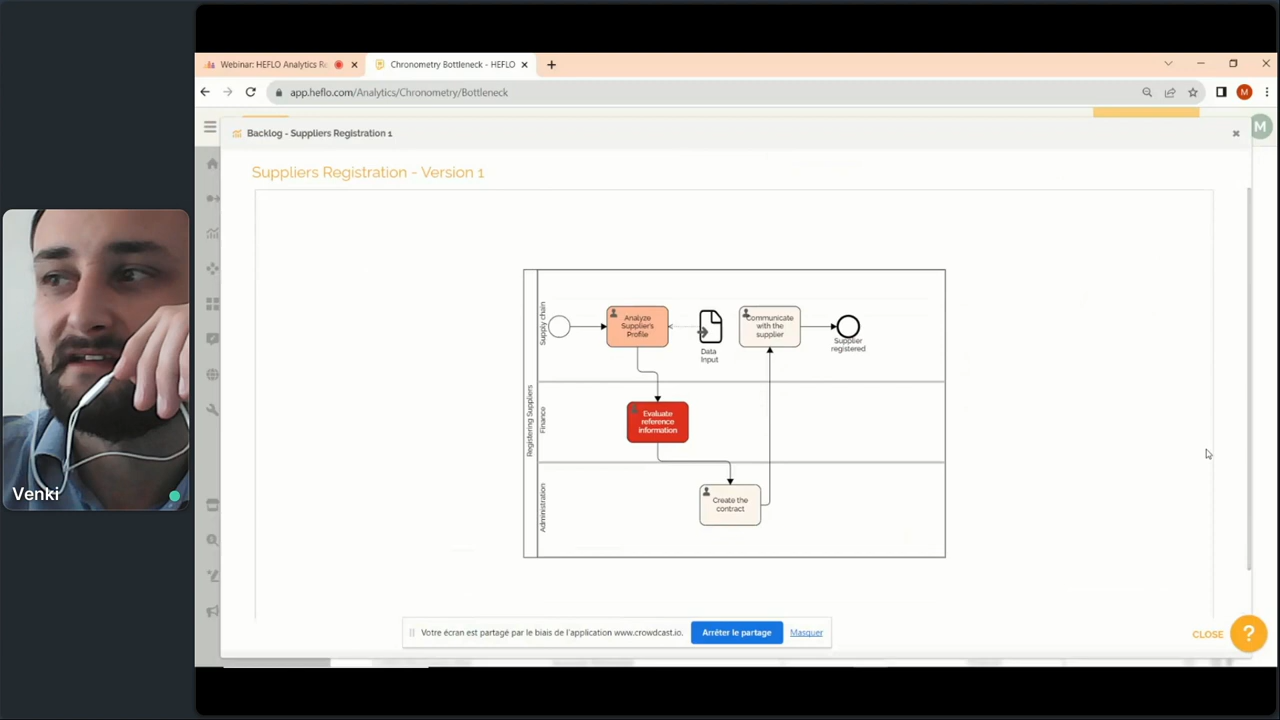 Webinar: HEFLO Analytics Re
Chronometry Bottleneck - HEFLO
app.heflo.com/Analytics/Chronometry/Bottleneck
M
Backlog - Suppliers Registration 1
M
Suppliers Registration - Version 1
Registering Suppliers
Supply chain
Analyze
Supplier's
Profile
Data
Input
Communicate
with the
supplier
Supplier
registered
Finance
Evaluate
reference
information
Administration
Create the
contract
Venki
Votre écran est partagé par le biais de l'application www.crowdcast.io.
Arrêter le partage
Masquer
CLOSE
?